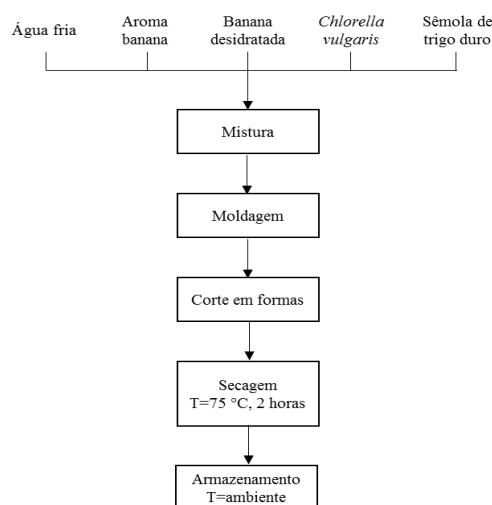 Água fria
Aroma
banana
Banana
desidratada
Chlorella
vulgaris
Sêmola de
trigo duro
Mistura
Moldagem
Corte em formas
Secagem
T=75 °C, 2 horas
Armazenamento
T=ambiente